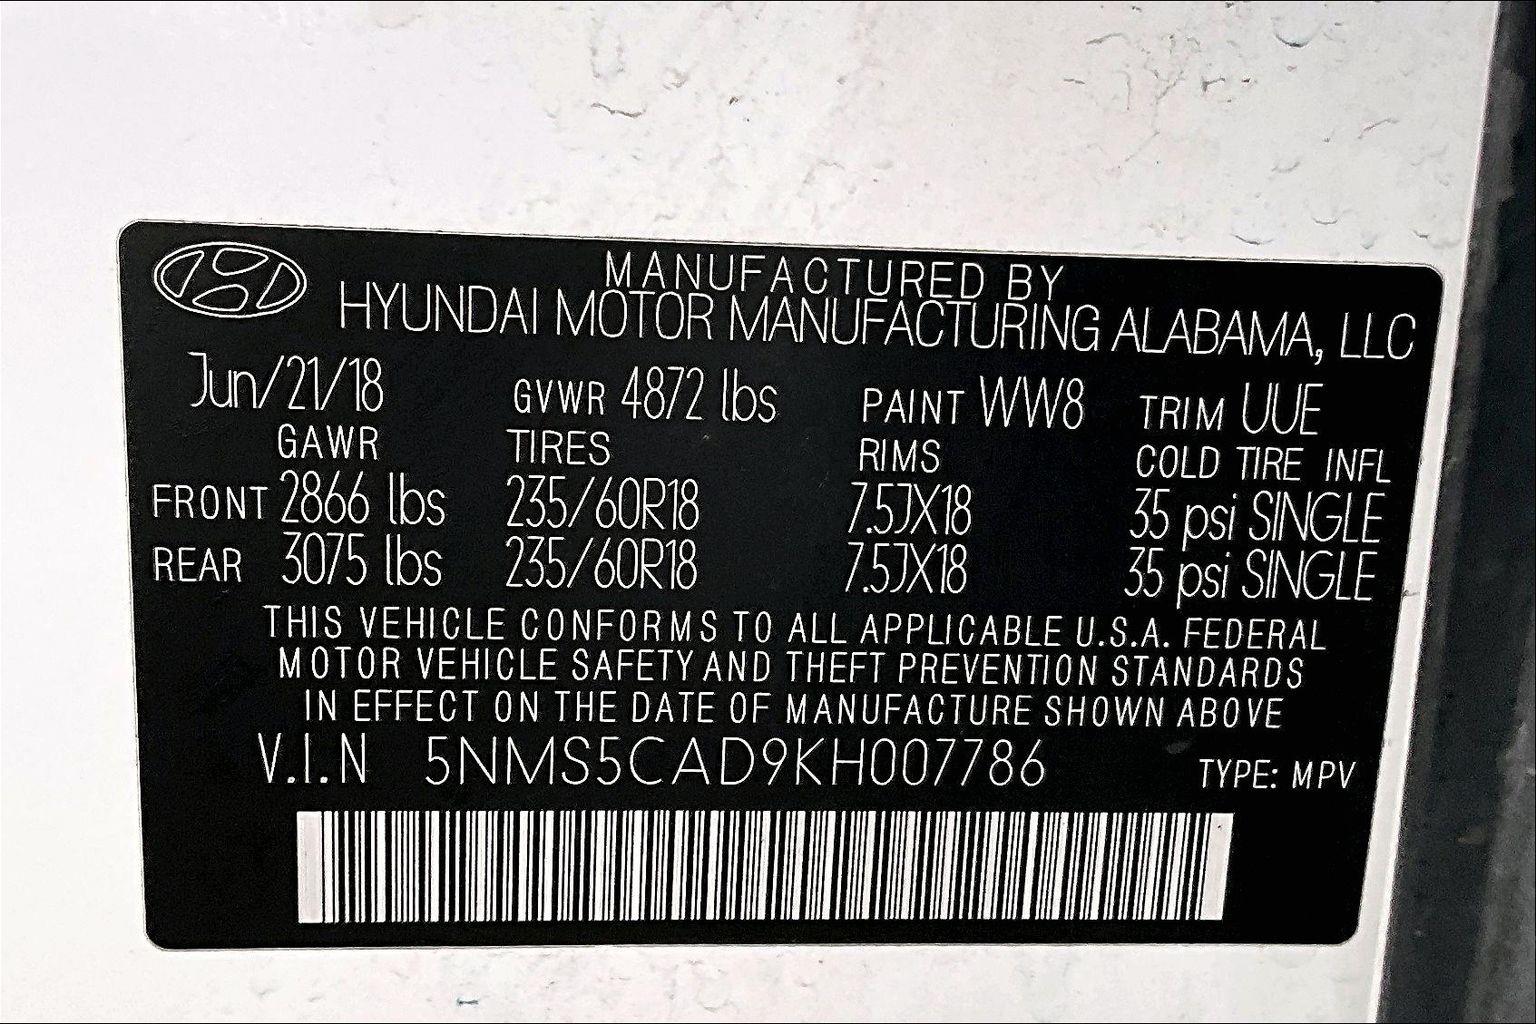 MANUFACTURED BY
HYUNDAI MOTOR MANUFACTURING ALABAMA, LLC
Jun/21/18 GVWR 4872 lbs PAINT WW8 TRIM UUE
GAWR TIRES RIMS COLD TIRE INFL
FRONT 2866 lbs 235/60R18 7.5JX18 35 psi SINGLE
REAR 3075 lbs 235/60R18 7.5JX18 35 psi SINGLE
THIS VEHICLE CONFORMS TO ALL APPLICABLE U.S.A. FEDERAL
MOTOR VEHICLE SAFETY AND THEFT PREVENTION STANDARDS
IN EFFECT ON THE DATE OF MANUFACTURE SHOWN ABOVE
V.I.N 5NMS5CAD9KH007786 TYPE: MPV